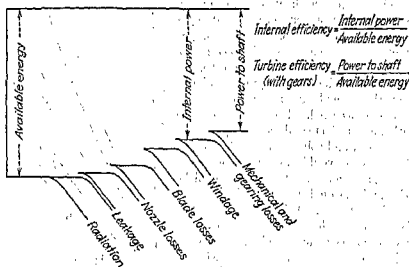 Available energy
Internal power
Power to shaft
Internal efficiency = Internal power / Available energy
Turbine efficiency (with gears) = Power to shaft / Available energy
Radiation
Leakage
Nozzle losses
Blade losses
Windage
Mechanical and
gearing losses